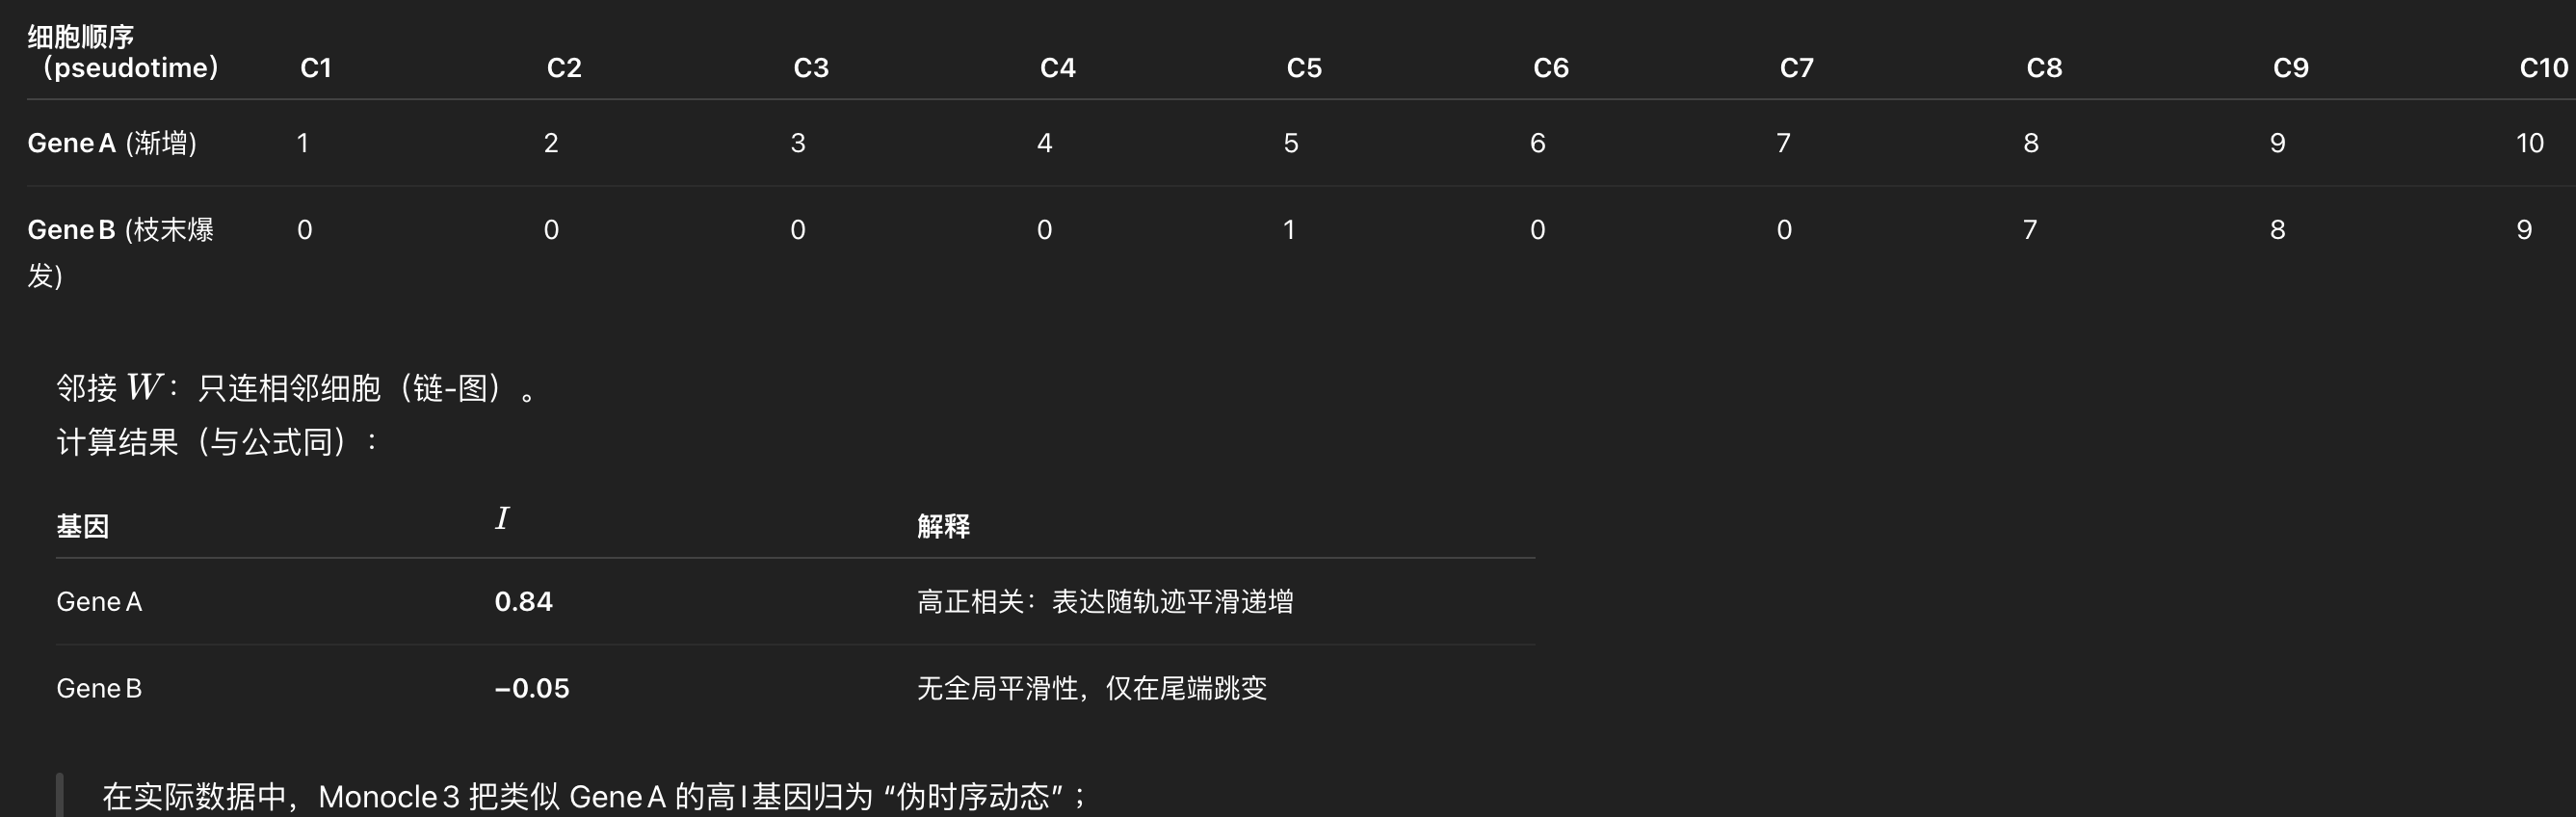 细胞顺序
（pseudotime） C1 C2 C3 C4 C5 C6 C7 C8 C9 C10
Gene A (渐增) 1 2 3 4 5 6 7 8 9 10
Gene B (枝末爆 0 0 0 0 1 0 0 7 8 9
发)
邻接 W：只连相邻细胞（链-图）。
计算结果（与公式同）：
基因 I 解释
Gene A 0.84 高正相关：表达随轨迹平滑递增
Gene B −0.05 无全局平滑性，仅在尾端跳变
在实际数据中，Monocle 3 把类似 Gene A 的高 I 基因归为 “伪时序动态”；